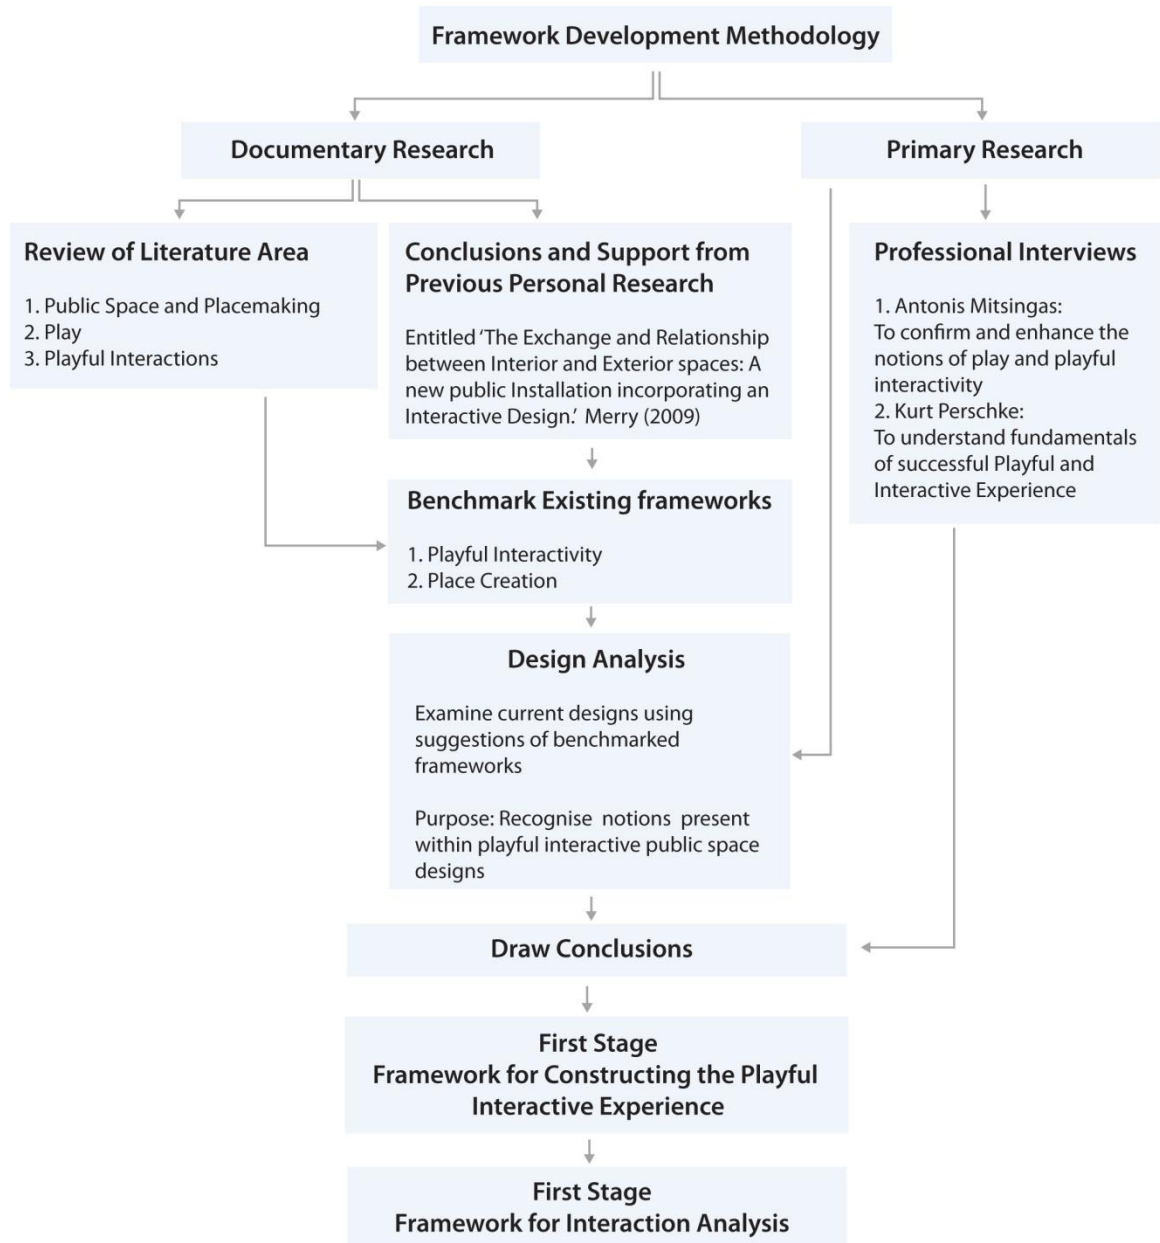 Framework Development Methodology
Documentary Research
Primary Research
Review of Literature Area
1. Public Space and Placemaking
2. Play
3. Playful Interactions
Conclusions and Support from
Previous Personal Research
Entitled ‘The Exchange and Relationship
between Interior and Exterior spaces: A
new public Installation incorporating an
Interactive Design.’ Merry (2009)
Professional Interviews
1. Antonis Mitsingas:
To confirm and enhance the
notions of play and playful
interactivity
2. Kurt Perschke:
To understand fundamentals
of successful Playful and
Interactive Experience
Benchmark Existing frameworks
1. Playful Interactivity
2. Place Creation
Design Analysis
Examine current designs using
suggestions of benchmarked
frameworks
Purpose: Recognise notions present
within playful interactive public space
designs
Draw Conclusions
First Stage
Framework for Constructing the Playful
Interactive Experience
First Stage
Framework for Interaction Analysis